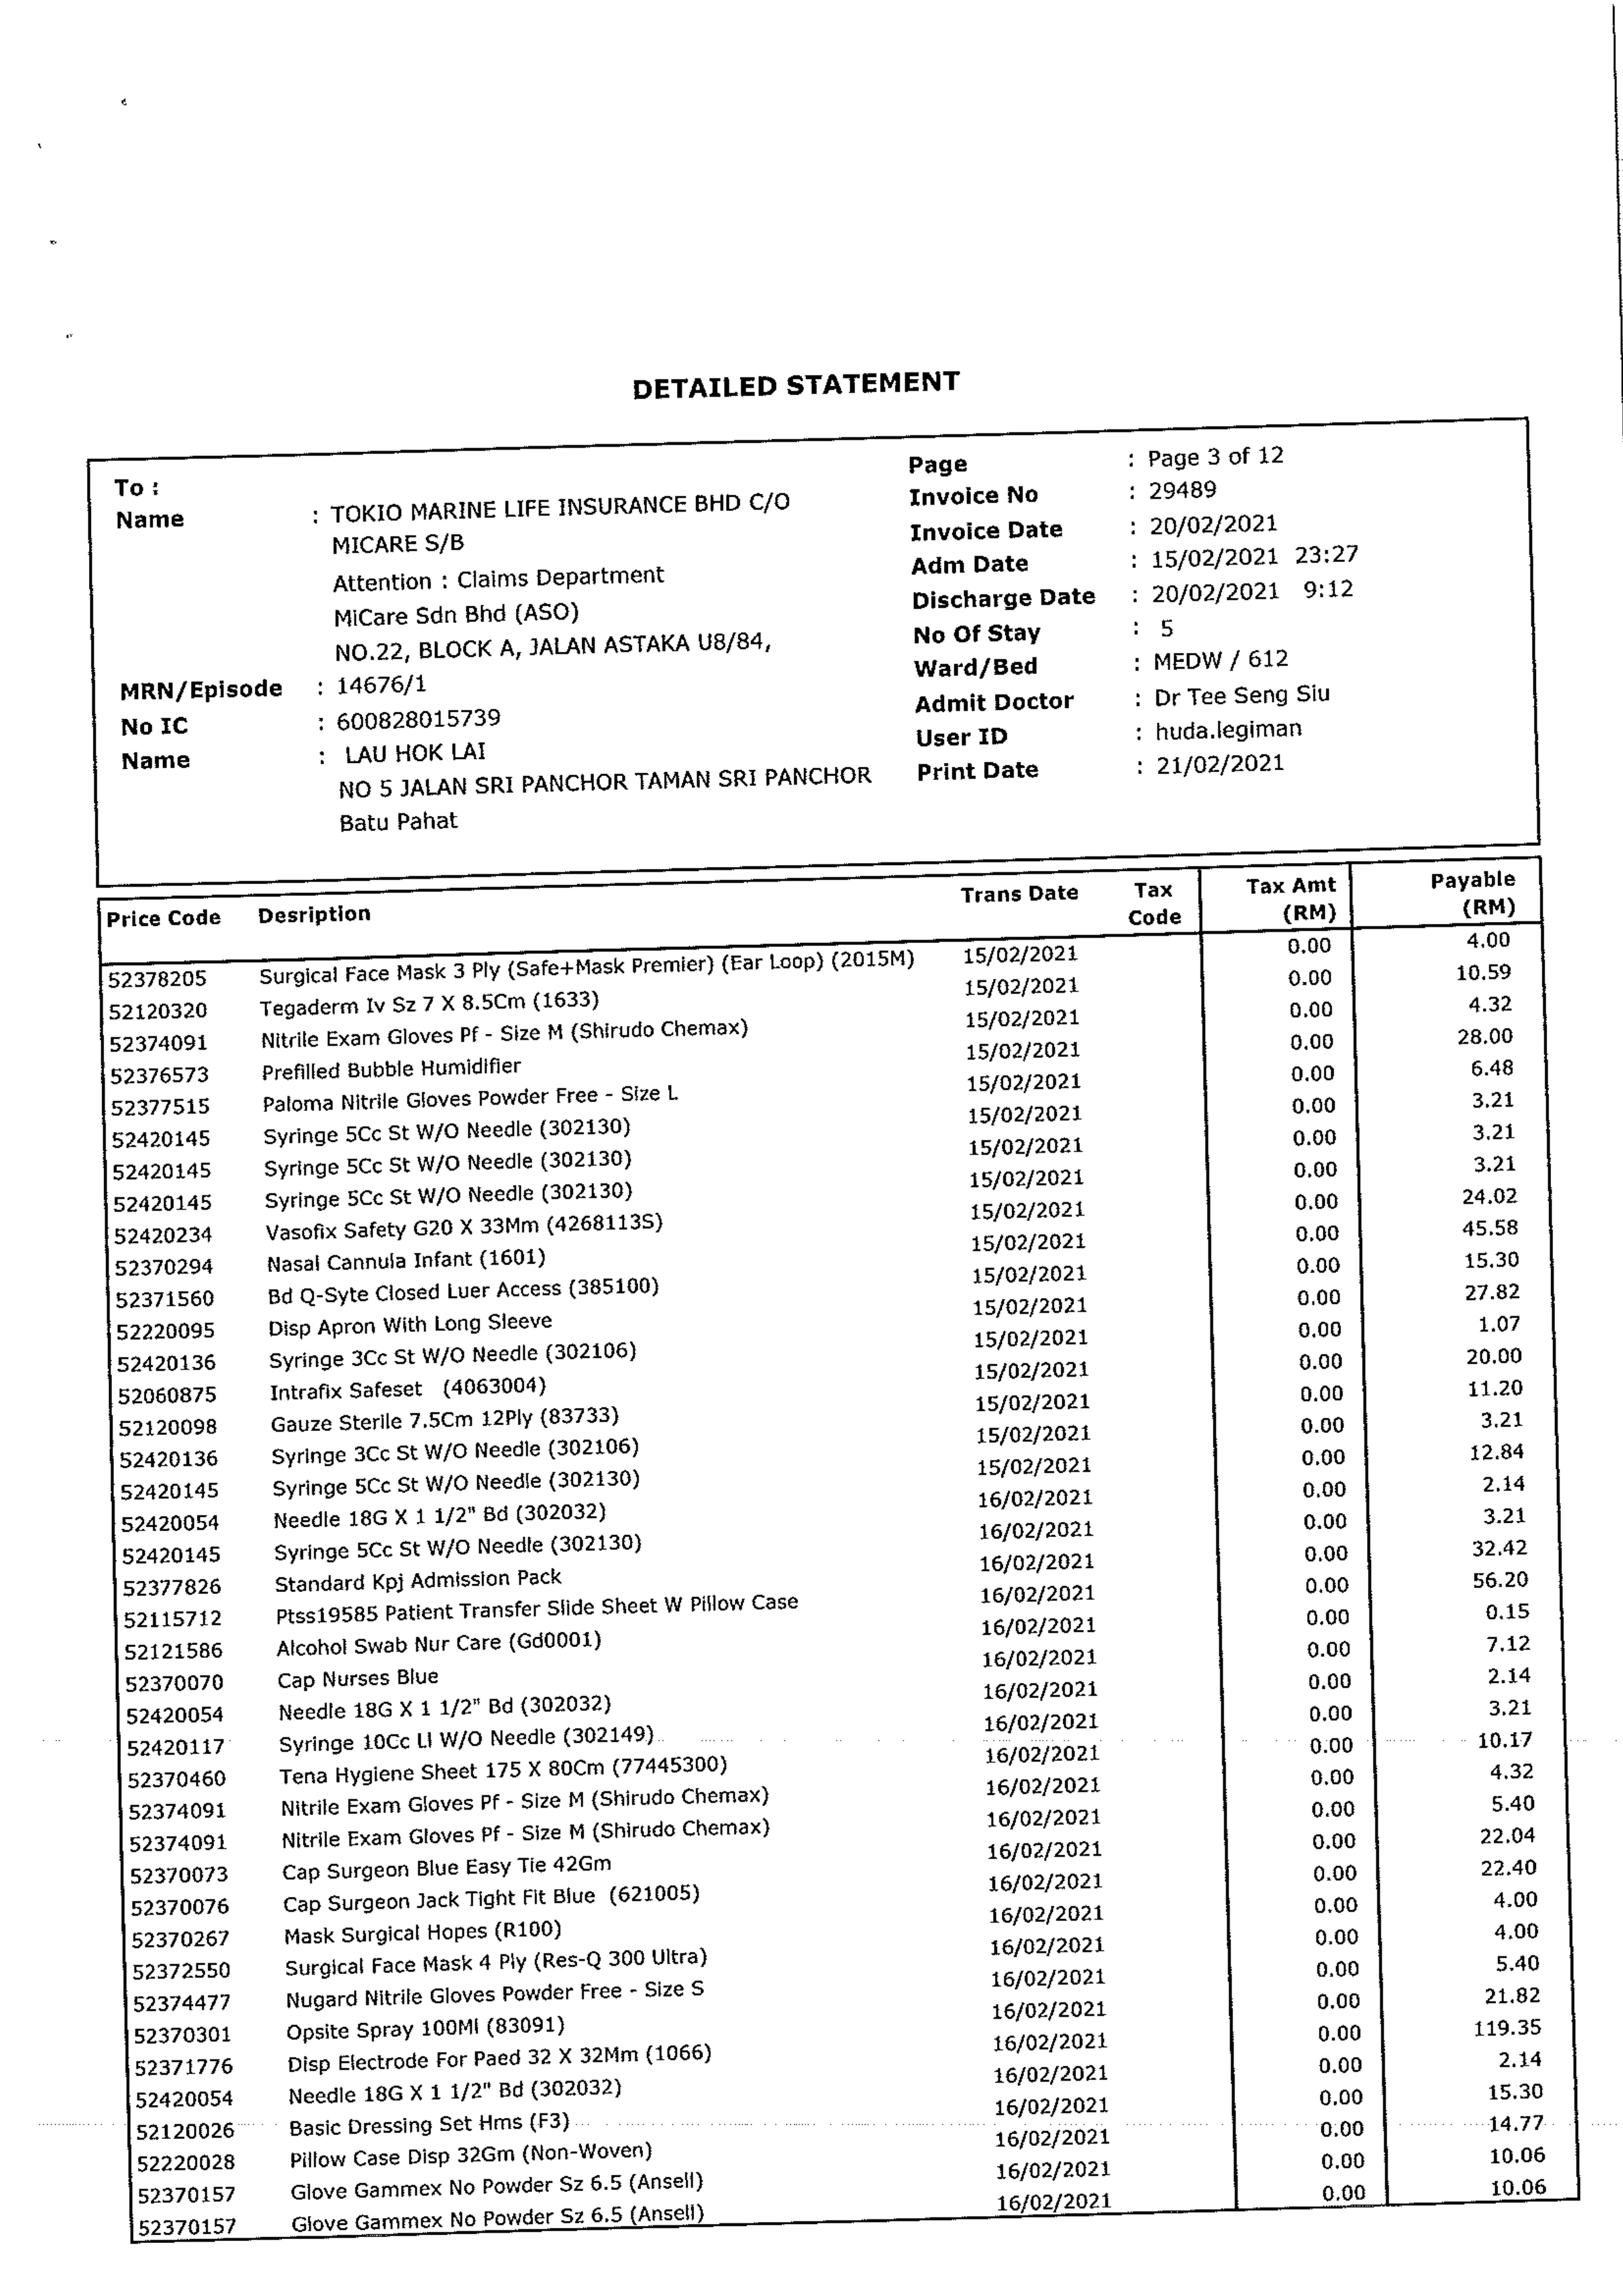 DETAILED STATEMENT
To :
Name : TOKIO MARINE LIFE INSURANCE BHD C/O
MICARE S/B
Attention : Claims Department
MiCare Sdn Bhd (ASO)
NO.22, BLOCK A, JALAN ASTAKA U8/84,
MRN/Episode : 14676/1
No IC : 600828015739
Name : LAU HOK LAI
NO 5 JALAN SRI PANCHOR TAMAN SRI PANCHOR
Batu Pahat
Page : Page 3 of 12
Invoice No : 29489
Invoice Date : 20/02/2021
Adm Date : 15/02/2021 23:27
Discharge Date : 20/02/2021 9:12
No Of Stay : 5
Ward/Bed : MEDW / 612
Admit Doctor : Dr Tee Seng Siu
User ID : huda.legiman
Print Date : 21/02/2021
Price Code Desription Trans Date Tax Code Tax Amt (RM) Payable (RM)
52378205 Surgical Face Mask 3 Ply (Safe+Mask Premier) (Ear Loop) (2015M) 15/02/2021 0.00 4.00
52120320 Tegaderm Iv Sz 7 X 8.5Cm (1633) 15/02/2021 0.00 10.59
52374091 Nitrile Exam Gloves Pf - Size M (Shirudo Chemax) 15/02/2021 0.00 4.32
52376573 Prefilled Bubble Humidifier 15/02/2021 0.00 28.00
52377515 Paloma Nitrile Gloves Powder Free - Size L 15/02/2021 0.00 6.48
52420145 Syringe 5Cc St W/O Needle (302130) 15/02/2021 0.00 3.21
52420145 Syringe 5Cc St W/O Needle (302130) 15/02/2021 0.00 3.21
52420145 Syringe 5Cc St W/O Needle (302130) 15/02/2021 0.00 3.21
52420234 Vasofix Safety G20 X 33Mm (4268113S) 15/02/2021 0.00 24.02
52370294 Nasal Cannula Infant (1601) 15/02/2021 0.00 45.58
52371560 Bd Q-Syte Closed Luer Access (385100) 15/02/2021 0.00 15.30
52220095 Disp Apron With Long Sleeve 15/02/2021 0.00 27.82
52420136 Syringe 3Cc St W/O Needle (302106) 15/02/2021 0.00 1.07
52060875 Intrafix Safeset (4063004) 15/02/2021 0.00 20.00
52120098 Gauze Sterile 7.5Cm 12Ply (83733) 15/02/2021 0.00 11.20
52420136 Syringe 3Cc St W/O Needle (302106) 15/02/2021 0.00 3.21
52420145 Syringe 5Cc St W/O Needle (302130) 15/02/2021 0.00 12.84
52420054 Needle 18G X 1 1/2" Bd (302032) 16/02/2021 0.00 2.14
52420145 Syringe 5Cc St W/O Needle (302130) 16/02/2021 0.00 3.21
52377826 Standard Kpj Admission Pack 16/02/2021 0.00 32.42
52115712 Ptss19585 Patient Transfer Slide Sheet W Pillow Case 16/02/2021 0.00 56.20
52121586 Alcohol Swab Nur Care (Gd0001) 16/02/2021 0.00 0.15
52370070 Cap Nurses Blue 16/02/2021 0.00 7.12
52420054 Needle 18G X 1 1/2" Bd (302032) 16/02/2021 0.00 2.14
52420117 Syringe 10Cc Ll W/O Needle (302149) 16/02/2021 0.00 3.21
52370460 Tena Hygiene Sheet 175 X 80Cm (77445300) 16/02/2021 0.00 10.17
52374091 Nitrile Exam Gloves Pf - Size M (Shirudo Chemax) 16/02/2021 0.00 4.32
52374091 Nitrile Exam Gloves Pf - Size M (Shirudo Chemax) 16/02/2021 0.00 5.40
52370073 Cap Surgeon Blue Easy Tie 42Gm 16/02/2021 0.00 22.04
52370076 Cap Surgeon Jack Tight Fit Blue (621005) 16/02/2021 0.00 22.40
52370267 Mask Surgical Hopes (R100) 16/02/2021 0.00 4.00
52372550 Surgical Face Mask 4 Ply (Res-Q 300 Ultra) 16/02/2021 0.00 4.00
52374477 Nugard Nitrile Gloves Powder Free - Size S 16/02/2021 0.00 5.40
52370301 Opsite Spray 100Ml (83091) 16/02/2021 0.00 21.82
52371776 Disp Electrode For Paed 32 X 32Mm (1066) 16/02/2021 0.00 119.35
52420054 Needle 18G X 1 1/2" Bd (302032) 16/02/2021 0.00 2.14
52120026 Basic Dressing Set Hms (F3) 16/02/2021 0.00 15.30
52220028 Pillow Case Disp 32Gm (Non-Woven) 16/02/2021 0.00 14.77
52370157 Glove Gammex No Powder Sz 6.5 (Ansell) 16/02/2021 0.00 10.06
52370157 Glove Gammex No Powder Sz 6.5 (Ansell) 16/02/2021 0.00 10.06